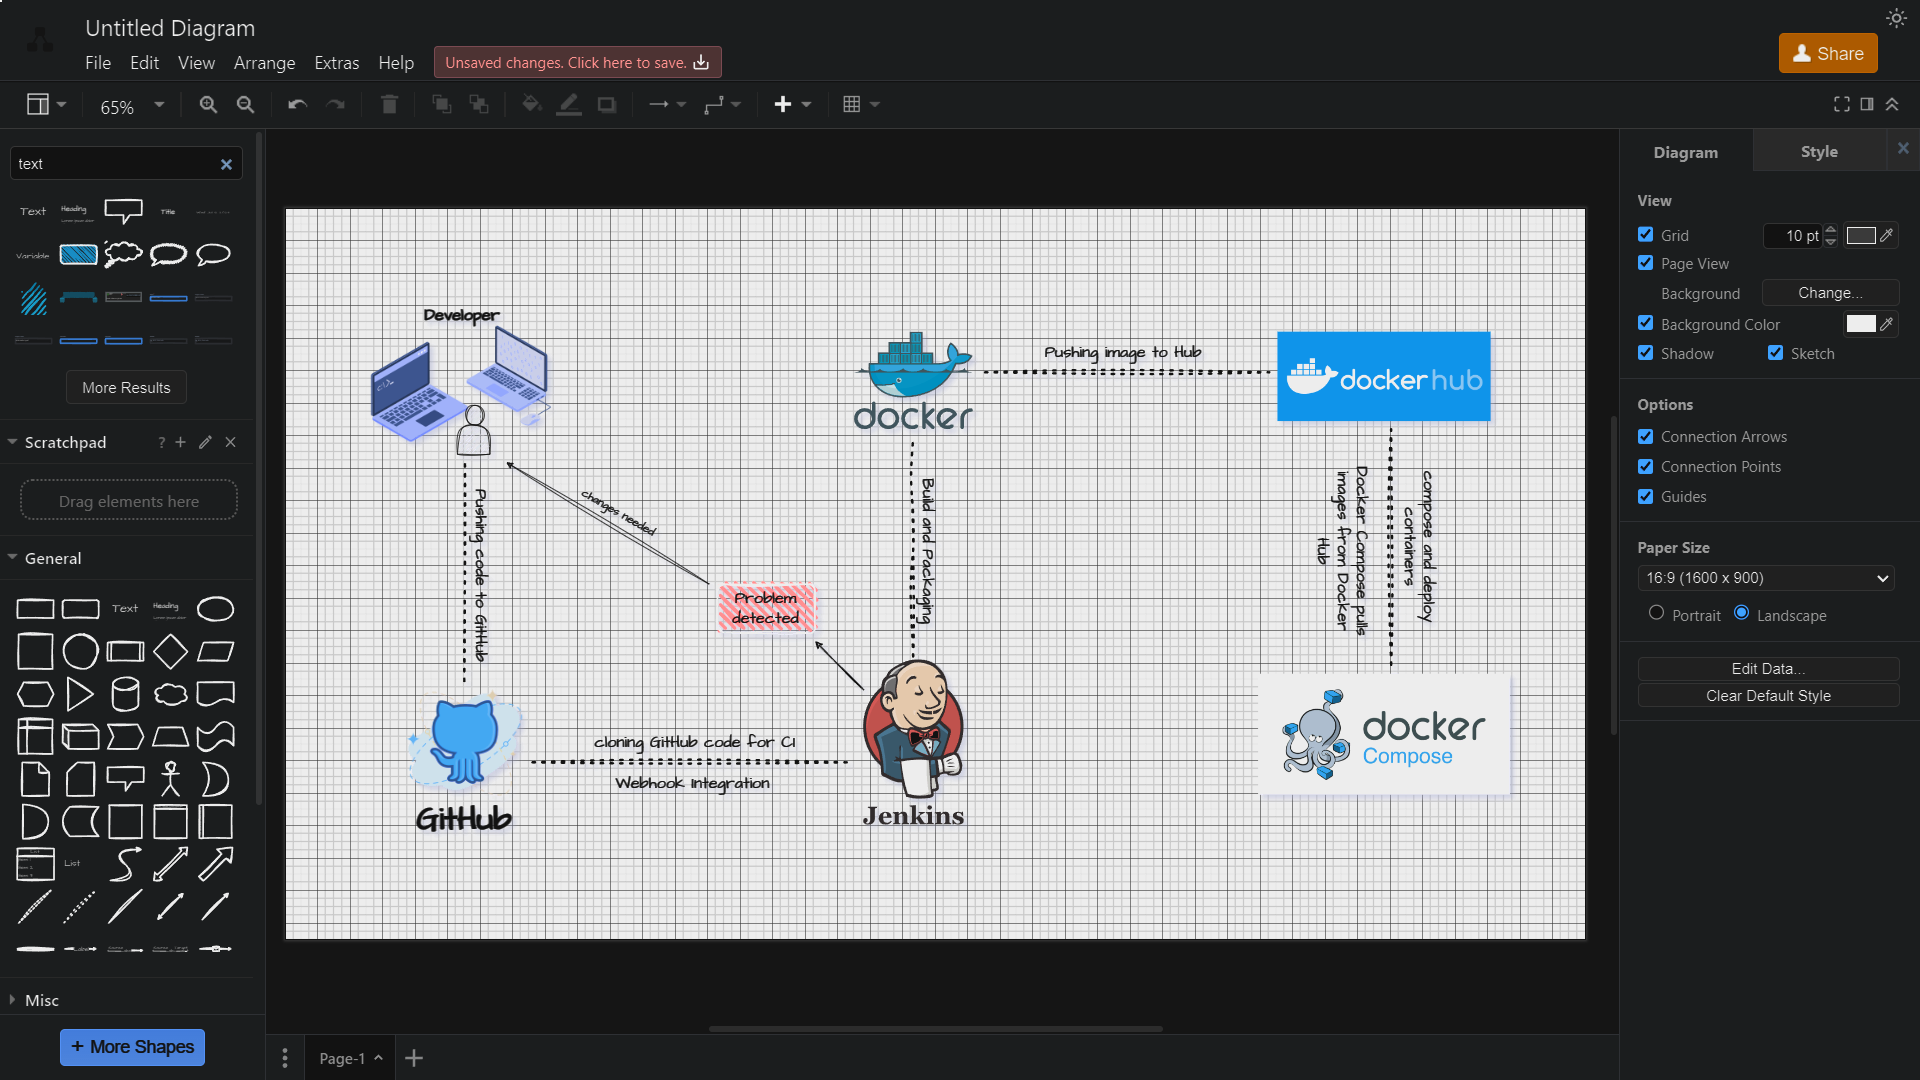 Untitled Diagram
File Edit View Arrange Extras Help
Unsaved changes. Click here to save.
Share
65%
text
Text
Heading
Title
Variable
More Results
Scratchpad
?
Drag elements here
General
Text
Heading
List
List
Misc
+ More Shapes
Developer
Pushing code to GitHub
changes needed
Problem
detected
GitHub
cloning GitHub code for CI
Webhook Integration
Jenkins
Build and Packaging
docker
Pushing image to Hub
dockerhub
Docker Compose pulls
images from Docker
Hub
compose and deploy
containers
docker
Compose
Page-1
Diagram
Style
View
Grid
10 pt
Page View
Background
Change...
Background Color
Shadow
Sketch
Options
Connection Arrows
Connection Points
Guides
Paper Size
16:9 (1600 x 900)
Portrait
Landscape
Edit Data...
Clear Default Style